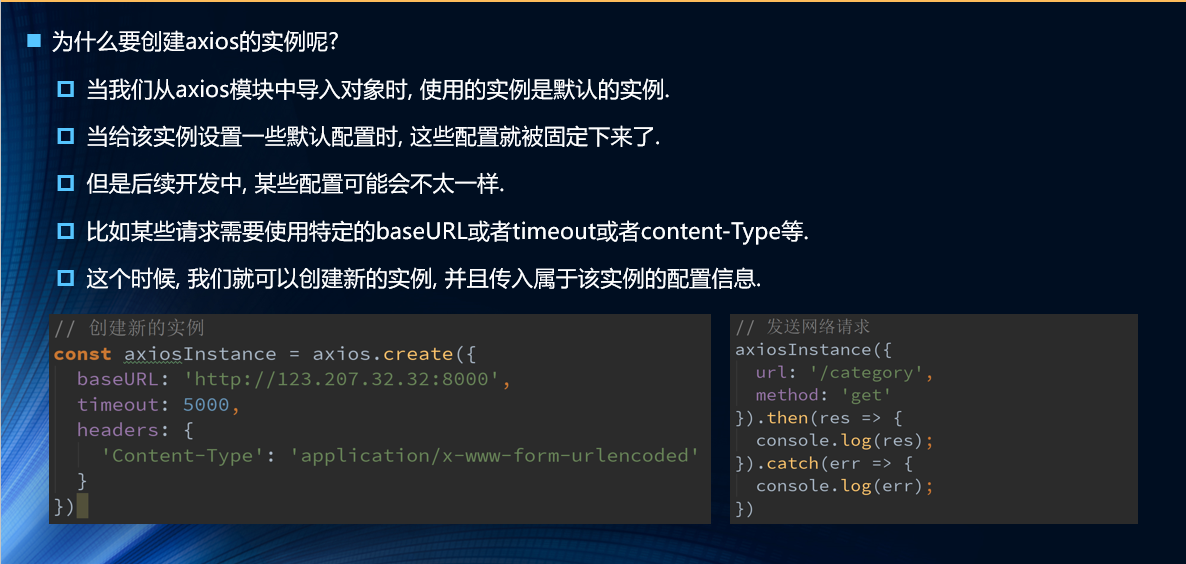 为什么要创建axios的实例呢?
当我们从axios模块中导入对象时, 使用的实例是默认的实例.
当给该实例设置一些默认配置时, 这些配置就被固定下来了.
但是后续开发中, 某些配置可能会不太一样.
比如某些请求需要使用特定的baseURL或者timeout或者content-Type等.
这个时候, 我们就可以创建新的实例, 并且传入属于该实例的配置信息.
// 创建新的实例
const axiosInstance = axios.create({
  baseURL: 'http://123.207.32.32:8000',
  timeout: 5000,
  headers: {
    'Content-Type': 'application/x-www-form-urlencoded'
  }
})
// 发送网络请求
axiosInstance({
  url: '/category',
  method: 'get'
}).then(res => {
  console.log(res);
}).catch(err => {
  console.log(err);
})